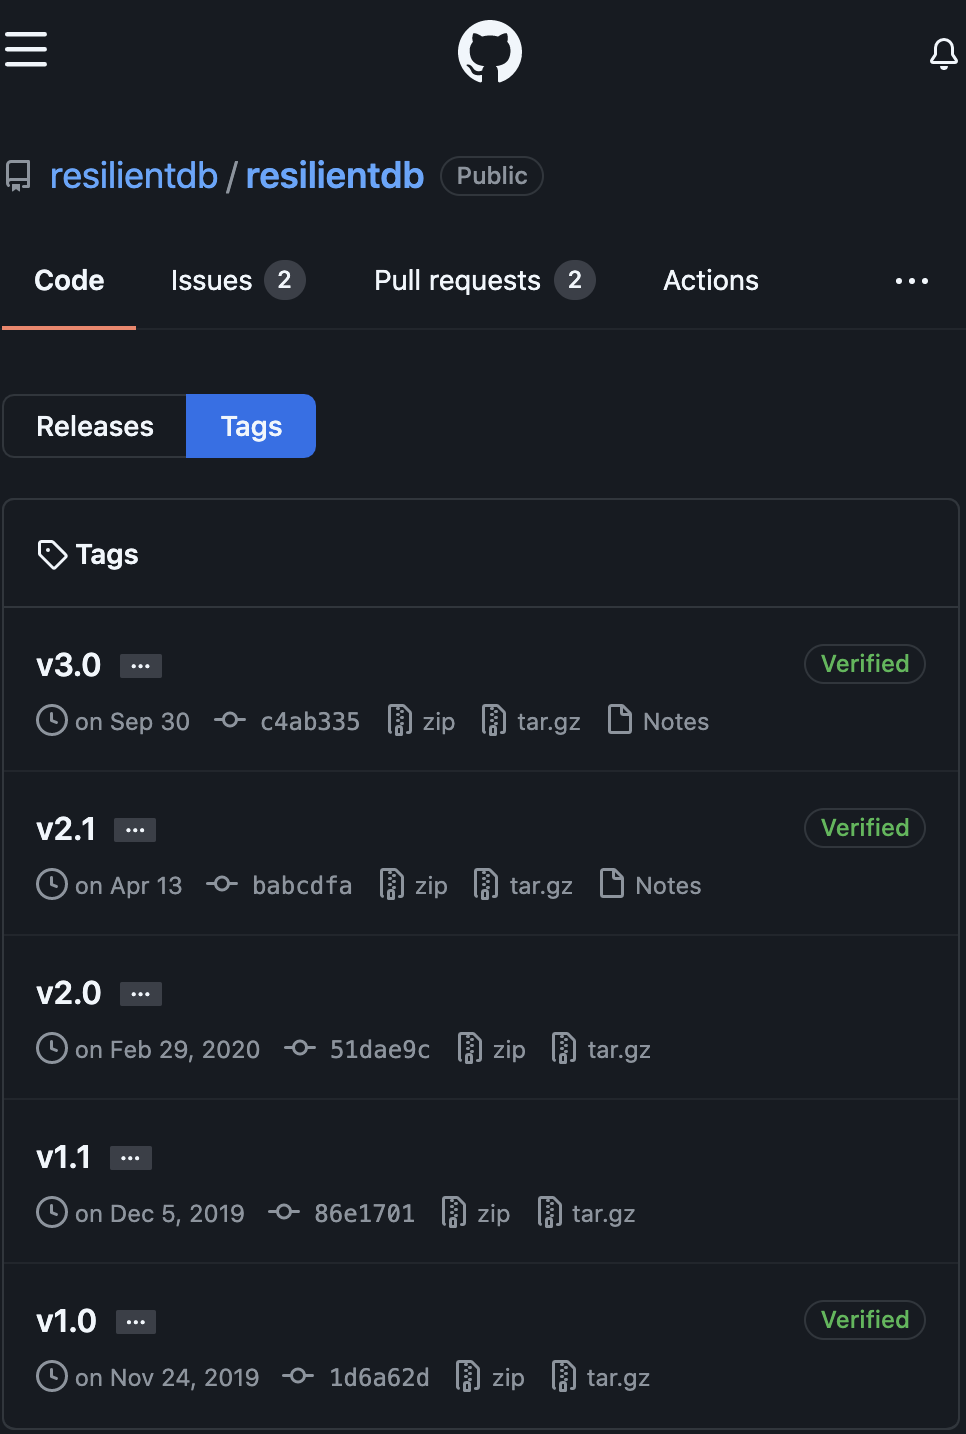 resilientdb / resilientdb Public
Code Issues 2 Pull requests 2 Actions ...
Releases Tags
Tags
v3.0 ... Verified
on Sep 30 c4ab335 zip tar.gz Notes
v2.1 ... Verified
on Apr 13 babcdfa zip tar.gz Notes
v2.0 ...
on Feb 29, 2020 51dae9c zip tar.gz
v1.1 ...
on Dec 5, 2019 86e1701 zip tar.gz
v1.0 ... Verified
on Nov 24, 2019 1d6a62d zip tar.gz